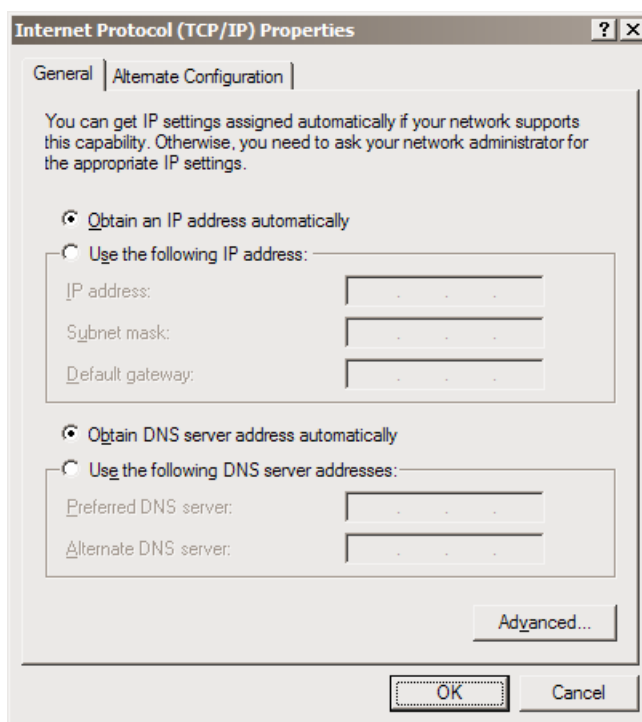 Internet Protocol (TCP/IP) Properties
General
Alternate Configuration
You can get IP settings assigned automatically if your network supports
this capability. Otherwise, you need to ask your network administrator for
the appropriate IP settings.
Obtain an IP address automatically
Use the following IP address:
IP address:
Subnet mask:
Default gateway:
Obtain DNS server address automatically
Use the following DNS server addresses:
Preferred DNS server:
Alternate DNS server:
Advanced...
OK
Cancel